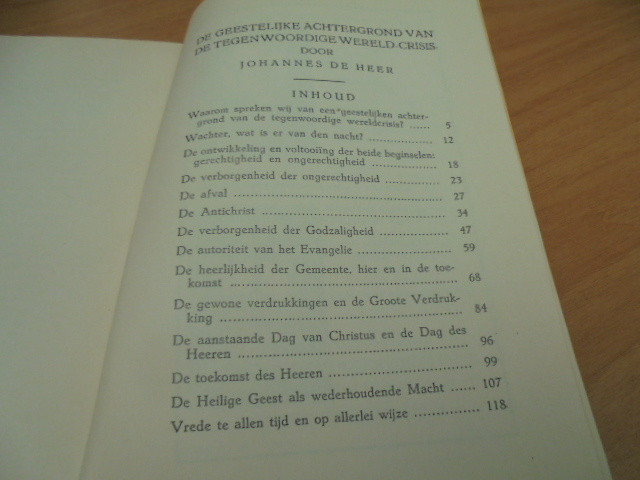 DE GEESTELIJKE ACHTERGROND VAN
DE TEGENWOORDIGE WERELD-CRISIS
DOOR
JOHANNES DE HEER
INHOUD
Waarom spreken wij van een "geestelijken achter-
grond van de tegenwoordige wereldcrisis? ...... 5
Wachter, wat is er van den nacht? .................. 12
De ontwikkeling en voltooiïng der beide beginselen:
gerechtigheid en ongerechtigheid .................. 18
De verborgenheid der ongerechtigheid ............... 23
De afval ................................................ 27
De Antichrist .......................................... 34
De verborgenheid der Godzaligheid .................. 47
De autoriteit van het Evangelie ........................ 59
De heerlijkheid der Gemeente, hier en in de toe-
komst ................................................ 68
De gewone verdrukkingen en de Groote Verdruk-
king .................................................. 84
De aanstaande Dag van Christus en de Dag des
Heeren ................................................ 96
De toekomst des Heeren .............................. 99
De Heilige Geest als wederhoudende Macht ...... 107
Vrede te allen tijd en op allerlei wijze ............... 118